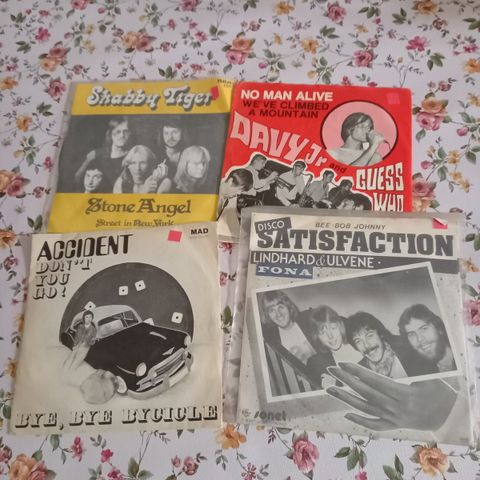 Shabby Tiger
RCA
Stone Angel
Street in New York
NO MAN ALIVE
WE'VE CLIMBED
A MOUNTAIN
DAVY Jr. and
GUESS
WHO
ACCIDENT
MAD
DON'T
YOU
GO!
BYE, BYE BYCICLE
BEE-BOB JOHNNY
DISCO
SATISFACTION
LINDHARD & ULVENE
FONA
sonet